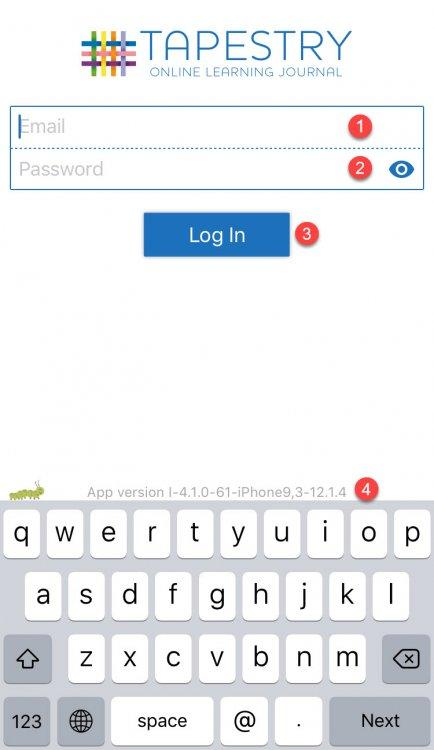 TAPESTRY
ONLINE LEARNING JOURNAL
Email 1
Password 2
Log In 3
App version I-4.1.0-61-iPhone9,3-12.1.4 4
q w e r t y u i o p
a s d f g h j k l
z x c v b n m
123 space @ . Next